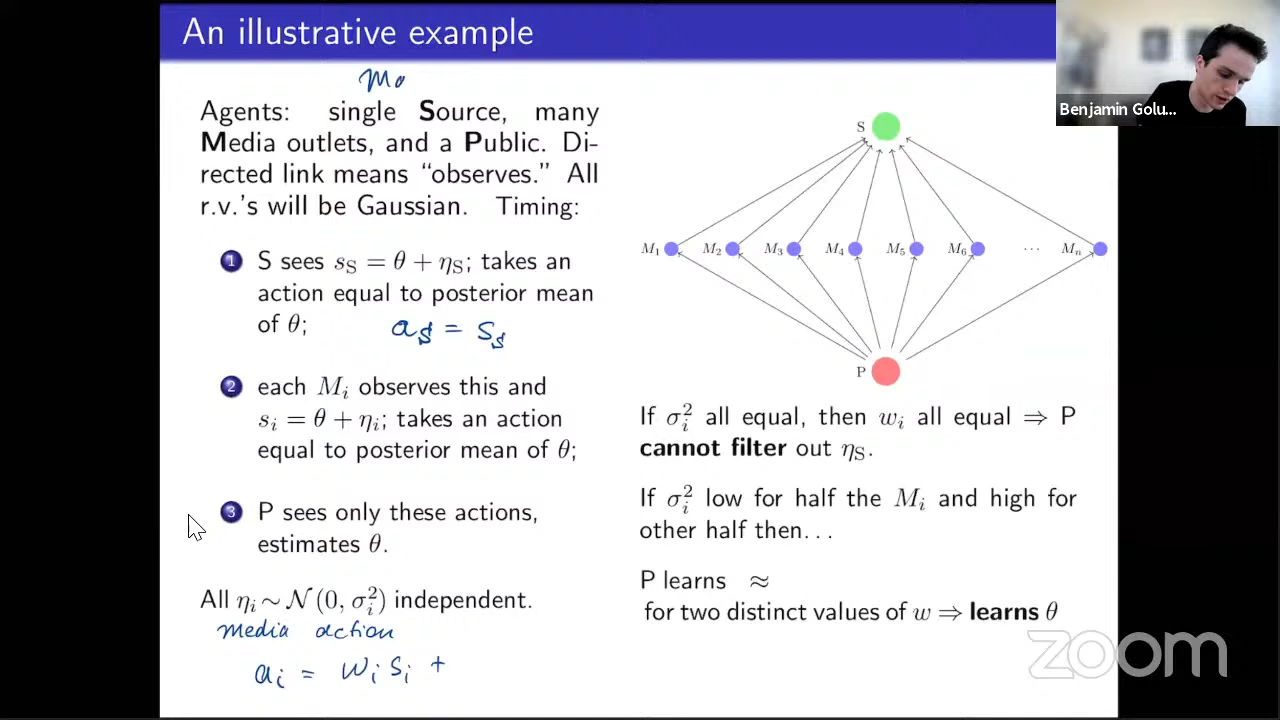 An illustrative example
Mo
Agents: single Source, many
Media outlets, and a Public. Di-
rected link means “observes.” All
r.v.'s will be Gaussian. Timing:
1 S sees s_S = θ + η_S; takes an
action equal to posterior mean
of θ;
a_S = s_S
2 each M_i observes this and
s_i = θ + η_i; takes an action
equal to posterior mean of θ;
3 P sees only these actions,
estimates θ.
All η_i ~ N(0, σ_i^2) independent.
media action
a_i = w_i s_i +
S
M_1 M_2 M_3 M_4 M_5 M_6 ... M_n
P
If σ_i^2 all equal, then w_i all equal ⇒ P
cannot filter out η_S.
If σ_i^2 low for half the M_i and high for
other half then...
P learns ≈
for two distinct values of w ⇒ learns θ
Benjamin Golu...
zoom